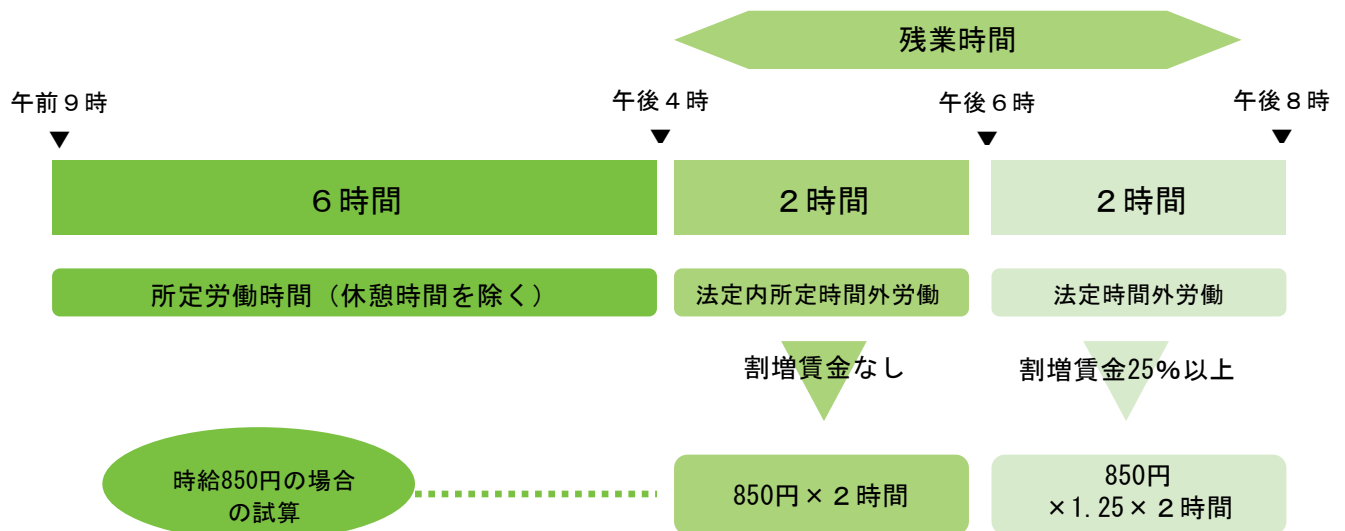 残業時間
午前９時
午後４時
午後６時
午後８時
６時間
２時間
２時間
所定労働時間（休憩時間を除く）
法定内所定時間外労働
法定時間外労働
割増賃金なし
割増賃金25％以上
時給850円の場合
の試算
850円×２時間
850円
×1.25×２時間